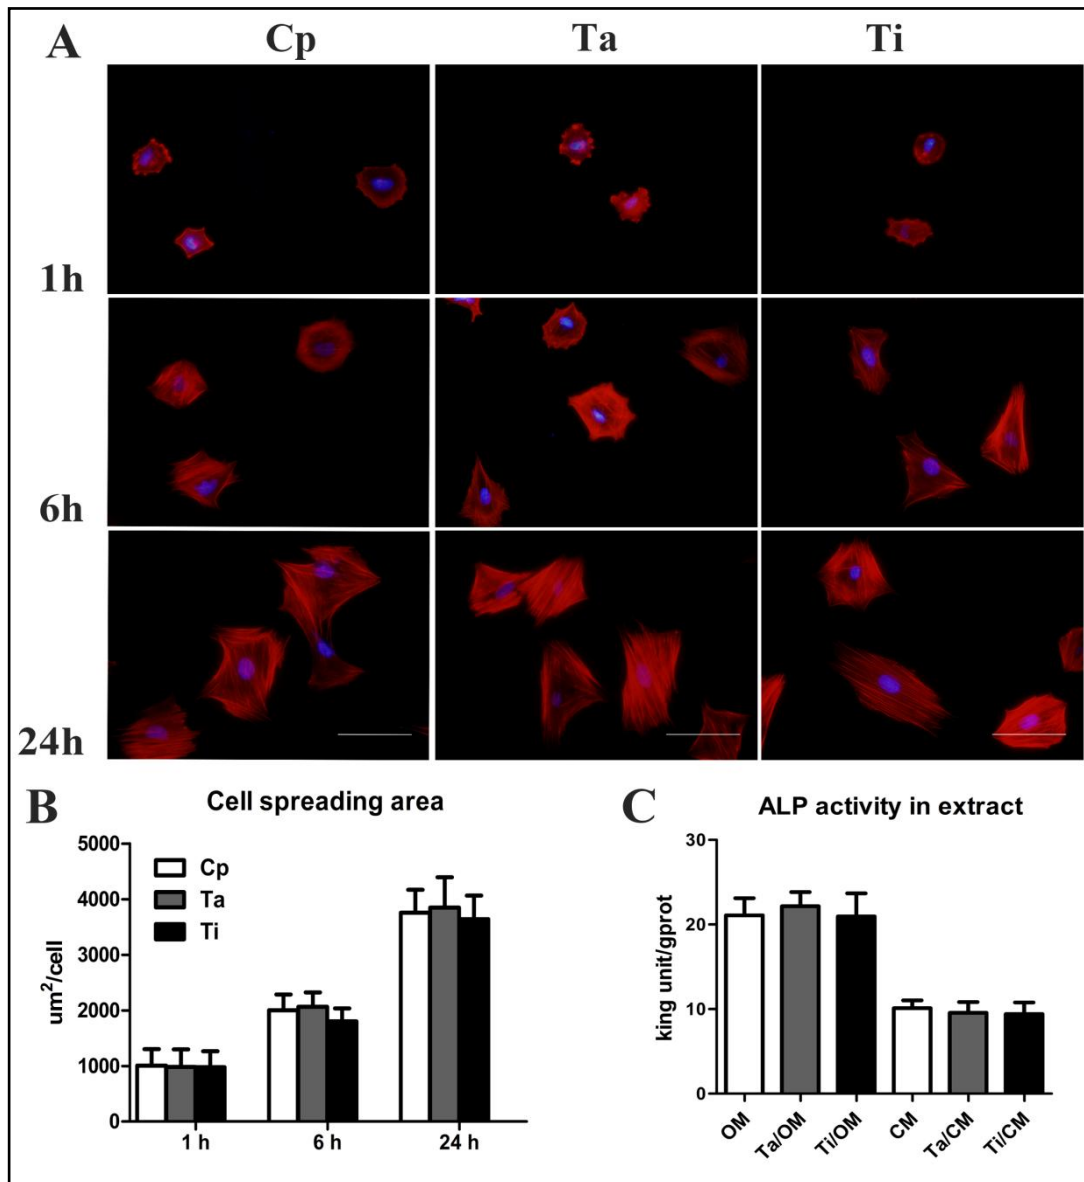 A
Cp
Ta
Ti
1h
6h
24h
B
Cell spreading area
um²/cell
5000
4000
3000
2000
1000
0
Cp
Ta
Ti
1 h
6 h
24 h
C
ALP activity in extract
king unit/gprot
30
20
10
0
OM
Ta/OM
Ti/OM
CM
Ta/CM
Ti/CM